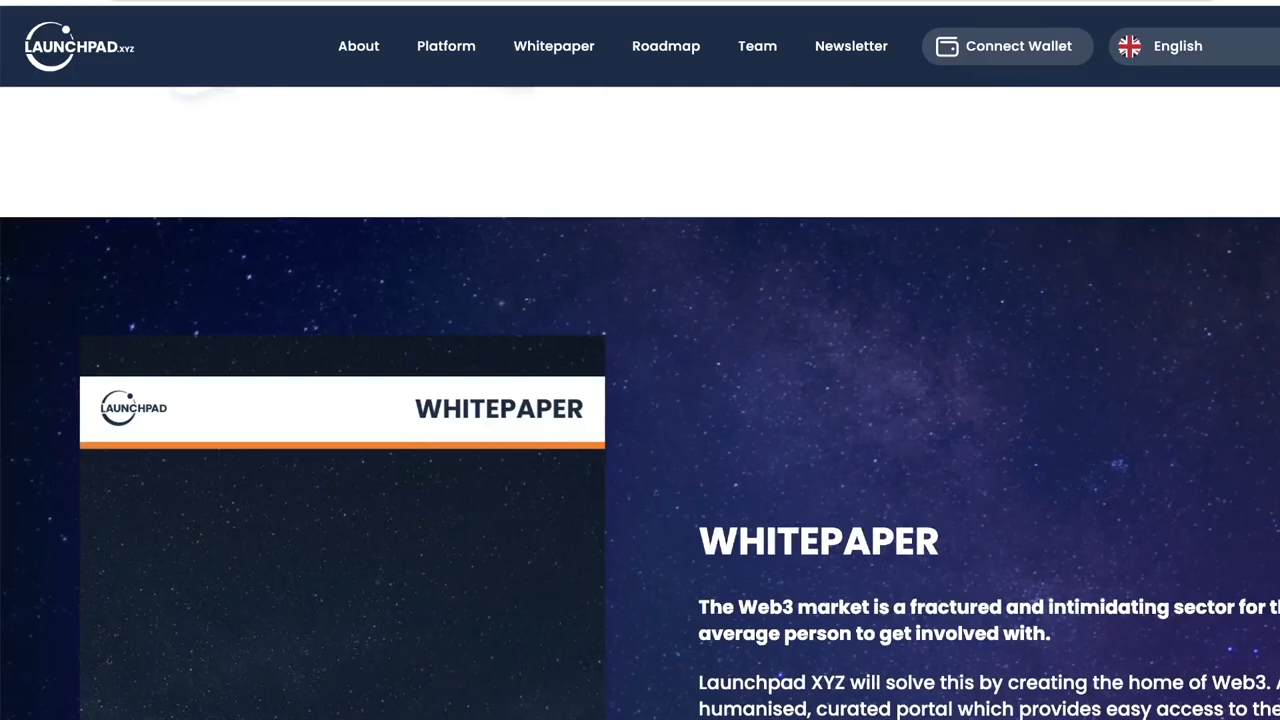 LAUNCHPAD.XYZ
About
Platform
Whitepaper
Roadmap
Team
Newsletter
Connect Wallet
English
LAUNCHPAD
WHITEPAPER
WHITEPAPER
The Web3 market is a fractured and intimidating sector for
average person to get involved with.
Launchpad XYZ will solve this by creating the home of Web3.
humanised, curated portal which provides easy access to the